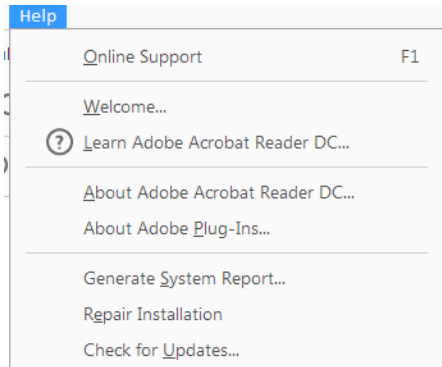 Help
Online Support F1
Welcome...
Learn Adobe Acrobat Reader DC...
About Adobe Acrobat Reader DC...
About Adobe Plug-Ins...
Generate System Report...
Repair Installation
Check for Updates...